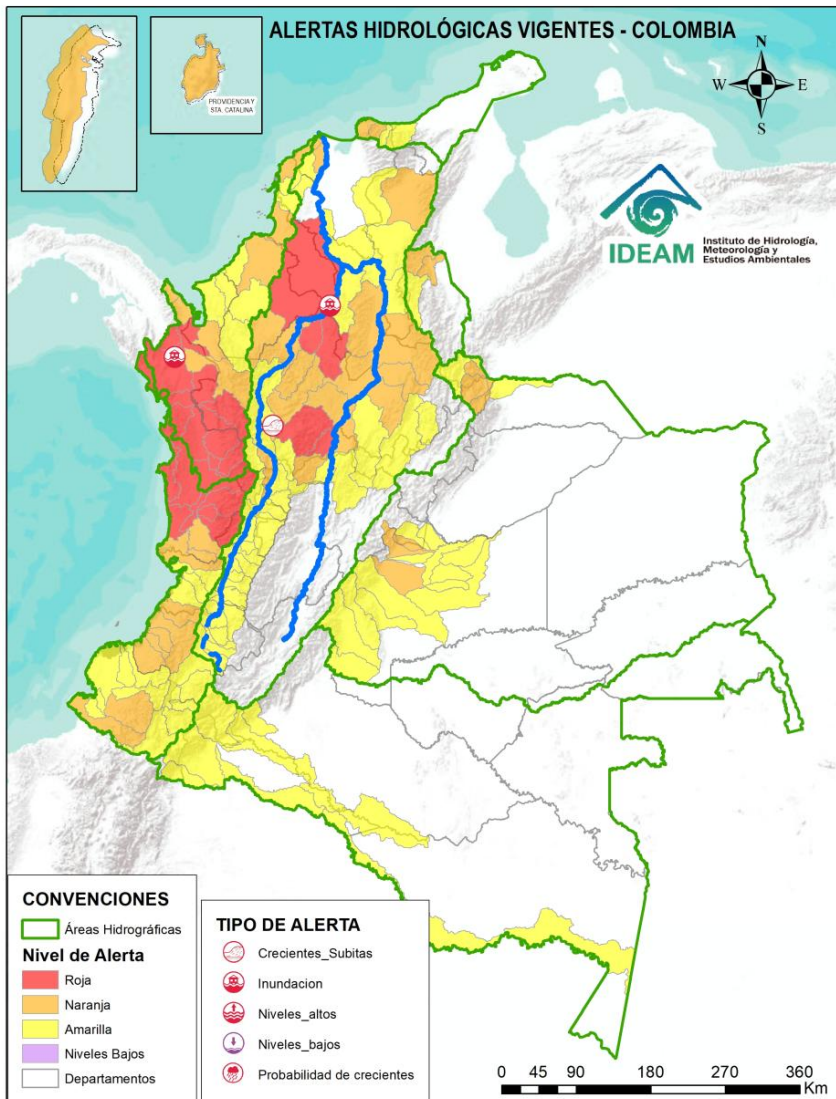 ALERTAS HIDROLÓGICAS VIGENTES - COLOMBIA
PROVIDENCIA Y
STA. CATALINA
N
W
E
S
IDEAM
Instituto de Hidrología,
Meteorología y
Estudios Ambientales
CONVENCIONES
Áreas Hidrográficas
Nivel de Alerta
Roja
Naranja
Amarilla
Niveles Bajos
Departamentos
TIPO DE ALERTA
Crecientes_Subitas
Inundacion
Niveles_altos
Niveles_bajos
Probabilidad de crecientes
0 45 90 180 270 360
Km